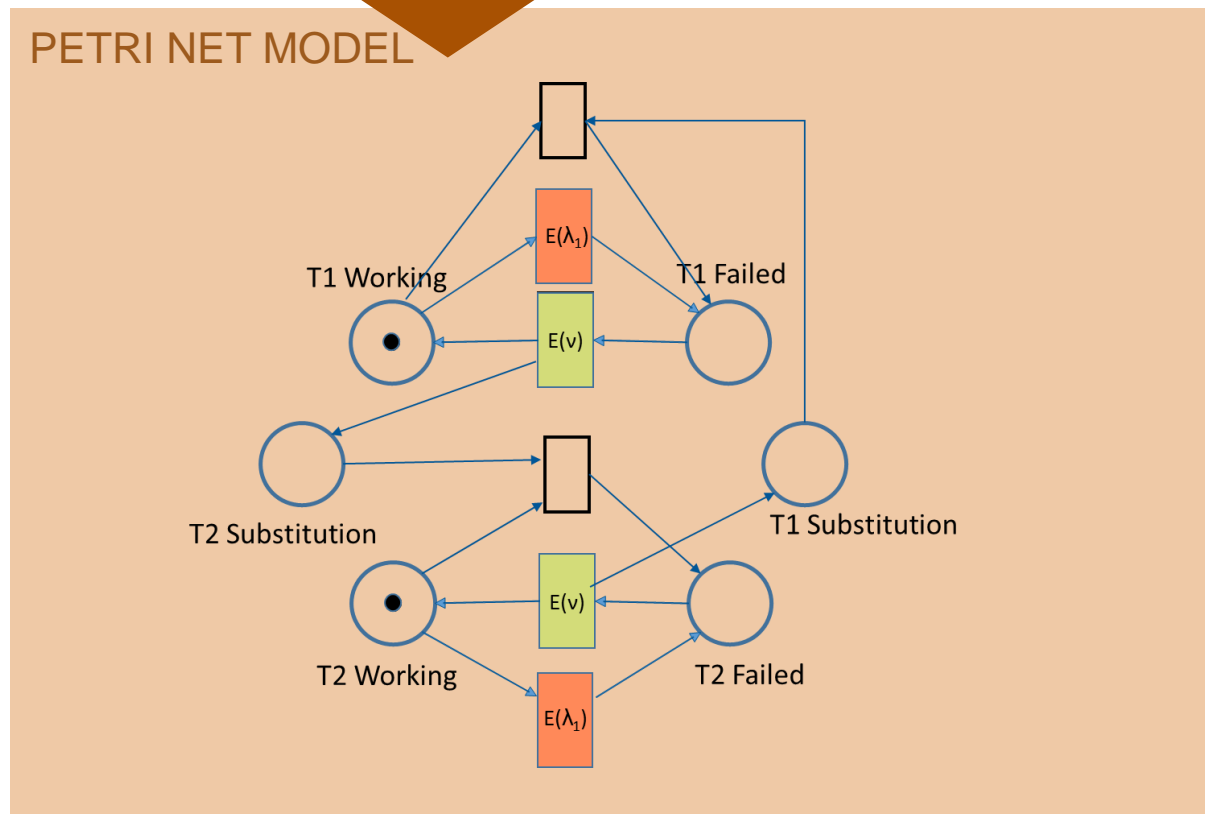 PETRI NET MODEL
E(λ₁)
T1 Working
T1 Failed
E(ν)
T2 Substitution
T1 Substitution
E(ν)
T2 Working
T2 Failed
E(λ₁)